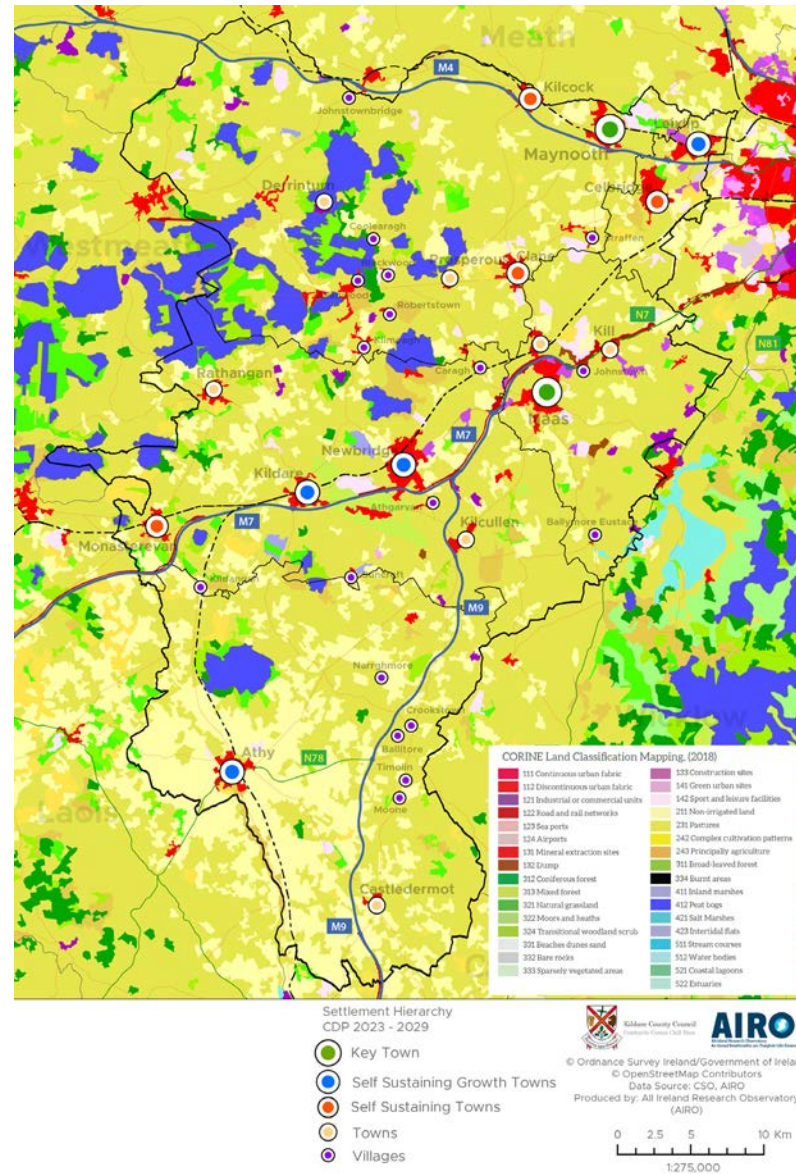 Meath
M4
Kilcock
Johnstownbridge
Leixlip
Maynooth
Derrinturn
Celbridge
Westmeath
Coolearagh
Straffan
Prosperous
Clane
Robertstown
Kilmeagh
N7
Kill
N81
Rathangan
Caragh
Johnstown
Naas
Newbridge
M7
Kildare
M7
Athgarvan
Kilcullen
Ballymore Eustace
Monasterevan
M9
Narrghmore
Crookstown
Ballitore
Athy
N78
Timolin
Moone
Laois
Castledermot
M9
CORINE Land Classification Mapping, (2018)
111 Continuous urban fabric
112 Discontinuous urban fabric
121 Industrial or commercial units
122 Road and rail networks
123 Sea ports
124 Airports
131 Mineral extraction sites
132 Dump
312 Coniferous forest
313 Mixed forest
321 Natural grassland
322 Moors and heaths
324 Transitional woodland scrub
331 Beaches dunes sand
332 Bare rocks
333 Sparsely vegetated areas
133 Construction sites
141 Green urban sites
142 Sport and leisure facilities
211 Non-irrigated land
231 Pastures
242 Complex cultivation patterns
243 Principally agriculture
311 Broad-leaved forest
334 Burnt areas
411 Inland marshes
412 Peat bogs
421 Salt Marshes
423 Intertidal flats
511 Stream courses
512 Water bodies
521 Coastal lagoons
522 Estuaries
Settlement Hierarchy
CDP 2023 - 2029
Key Town
Self Sustaining Growth Towns
Self Sustaining Towns
Towns
Villages
Kildare County Council
AIRO
© Ordnance Survey Ireland/Government of Irela
© OpenStreetMap Contributors
Data Source: CSO, AIRO
Produced by: All Ireland Research Observatory
(AIRO)
0 2.5 5 10 Km
1:275,000